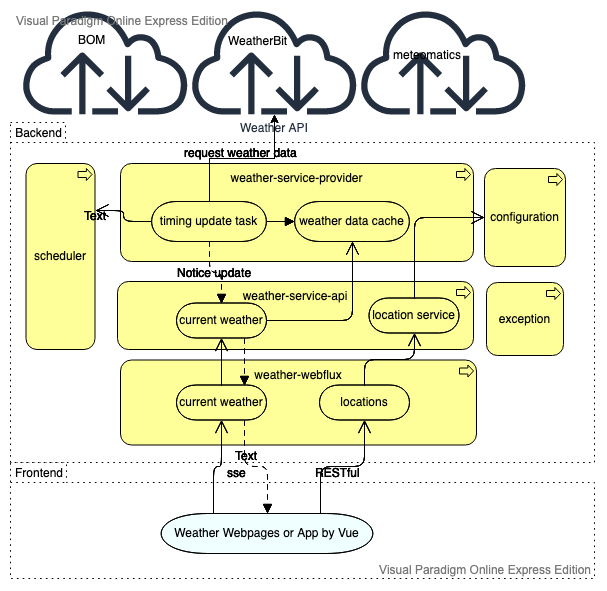 Visual Paradigm Online Express Edition
BOM
WeatherBit
meteomatics
Weather API
Backend
request weather data
weather-service-provider
Text
timing update task
weather data cache
configuration
scheduler
Notice update
weather-service-api
current weather
location service
exception
weather-webflux
current weather
locations
Text
Frontend
sse
RESTful
Weather Webpages or App by Vue
Visual Paradigm Online Express Edition